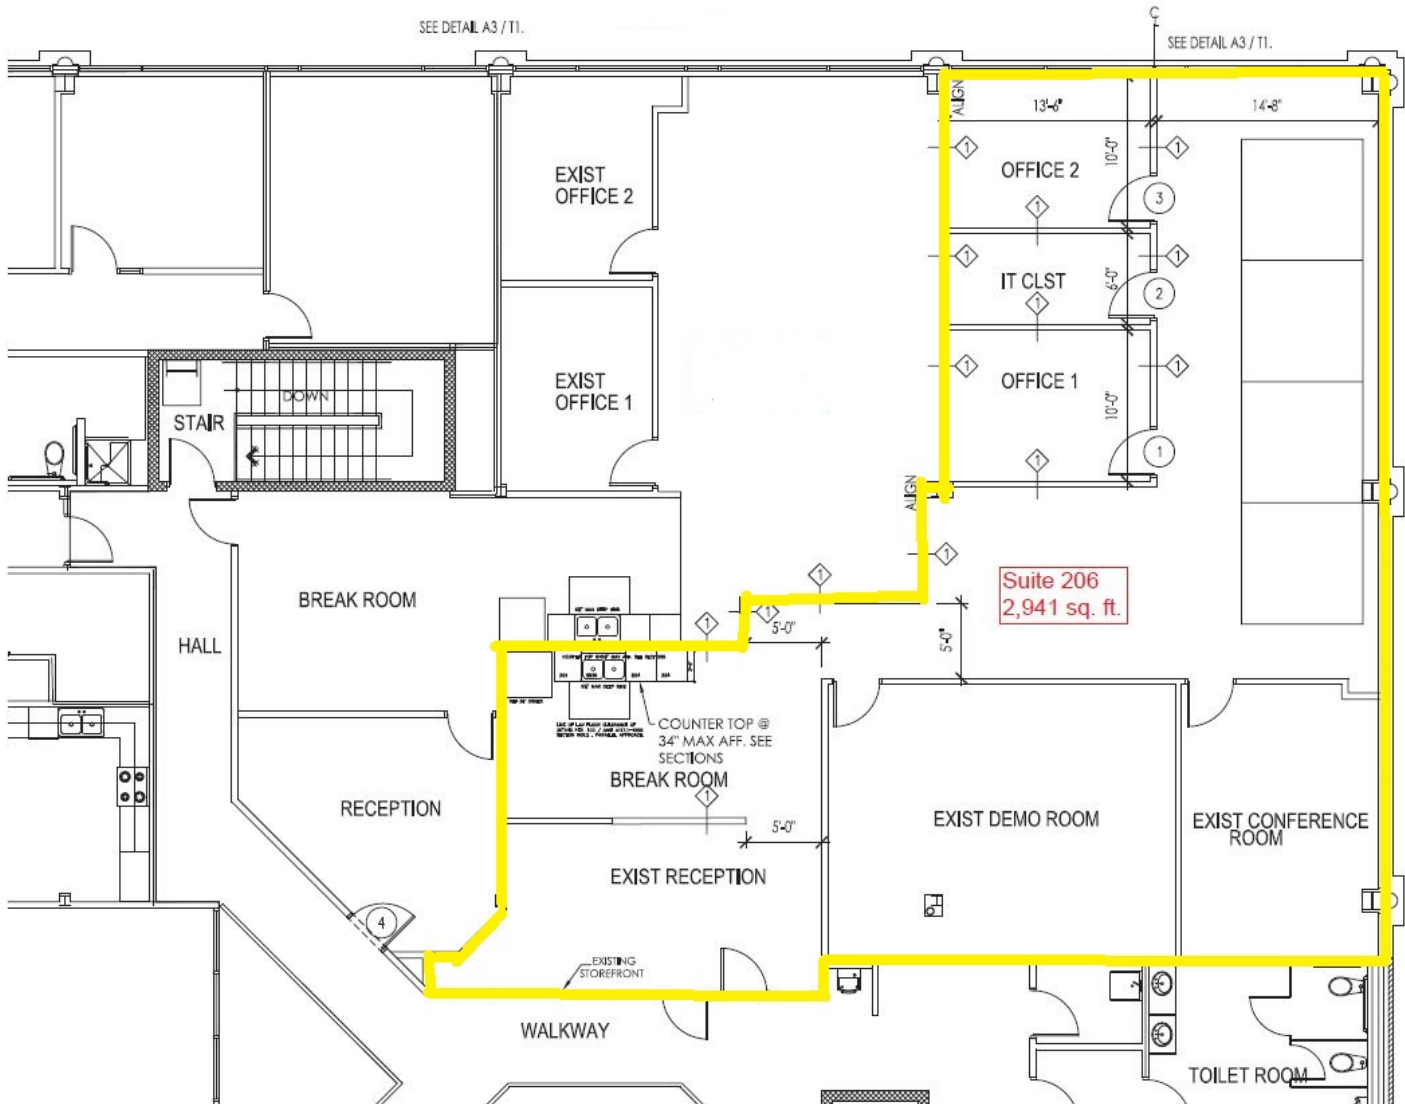 SEE DETAIL A3 / T1.
SEE DETAIL A3 / T1.
ALIGN
13'-6"
14'-8"
1
10'-0"
1
EXIST
OFFICE 2
OFFICE 2
1
3
1
1
IT CLST
6'-0"
2
1
1
1
EXIST
OFFICE 1
OFFICE 1
10'-0"
DOWN
STAIR
1
1
ALIGN
1
Suite 206
2,941 sq. ft.
1
BREAK ROOM
1
1
5'-0"
5'-0"
HALL
COUNTER TOP @
34" MAX AFF. SEE
SECTIONS
BREAK ROOM
1
RECEPTION
5'-0"
EXIST DEMO ROOM
EXIST CONFERENCE
ROOM
EXIST RECEPTION
4
EXISTING
STOREFRONT
WALKWAY
TOILET ROOM